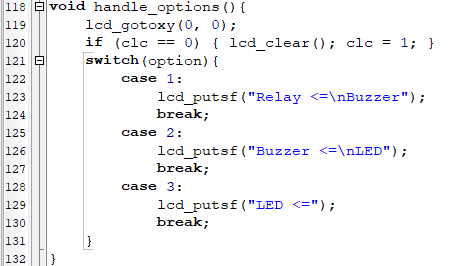 118 void handle_options(){
119 lcd_gotoxy(0, 0);
120 if (clc == 0) { lcd_clear(); clc = 1; }
121 switch(option){
122 case 1:
123 lcd_putsf("Relay <=\nBuzzer");
124 break;
125 case 2:
126 lcd_putsf("Buzzer <=\nLED");
127 break;
128 case 3:
129 lcd_putsf("LED <=");
130 break;
131 }
132 }